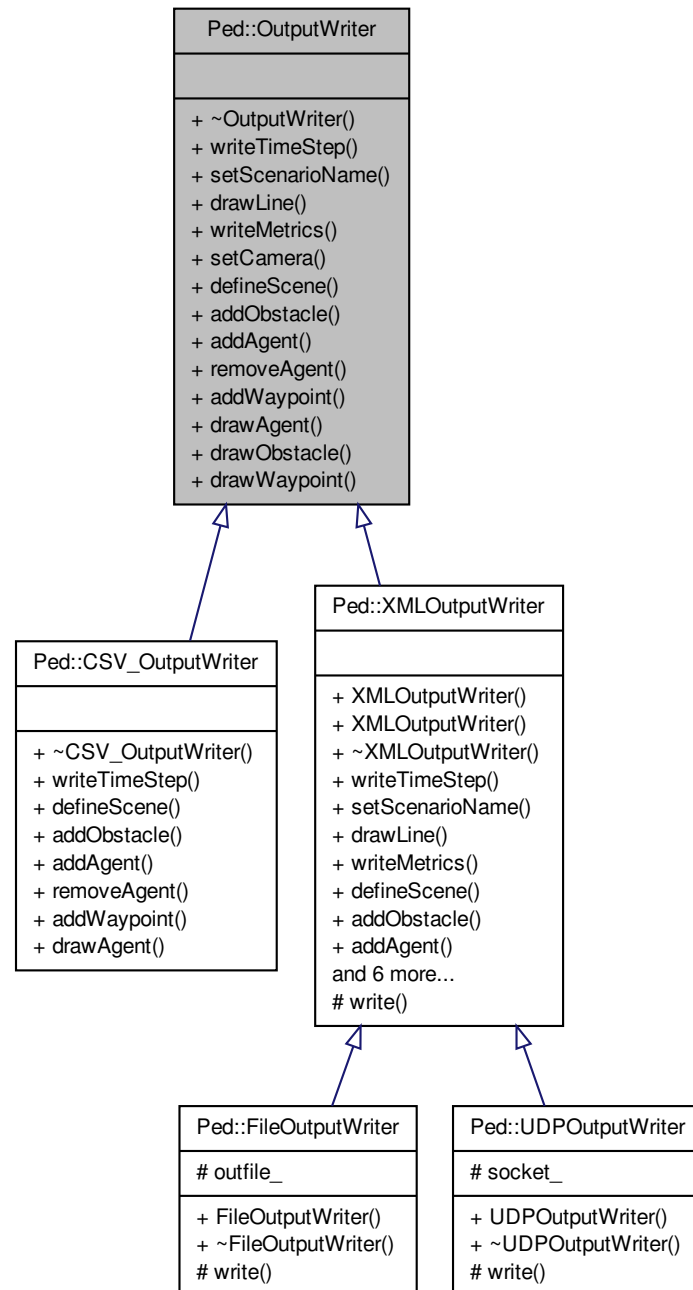 Ped::OutputWriter
+ ~OutputWriter()
+ writeTimeStep()
+ setScenarioName()
+ drawLine()
+ writeMetrics()
+ setCamera()
+ defineScene()
+ addObstacle()
+ addAgent()
+ removeAgent()
+ addWaypoint()
+ drawAgent()
+ drawObstacle()
+ drawWaypoint()
Ped::CSV_OutputWriter
+ ~CSV_OutputWriter()
+ writeTimeStep()
+ defineScene()
+ addObstacle()
+ addAgent()
+ removeAgent()
+ addWaypoint()
+ drawAgent()
Ped::XMLOutputWriter
+ XMLOutputWriter()
+ XMLOutputWriter()
+ ~XMLOutputWriter()
+ writeTimeStep()
+ setScenarioName()
+ drawLine()
+ writeMetrics()
+ defineScene()
+ addObstacle()
+ addAgent()
and 6 more...
# write()
Ped::FileOutputWriter
# outfile_
+ FileOutputWriter()
+ ~FileOutputWriter()
# write()
Ped::UDPOutputWriter
# socket_
+ UDPOutputWriter()
+ ~UDPOutputWriter()
# write()